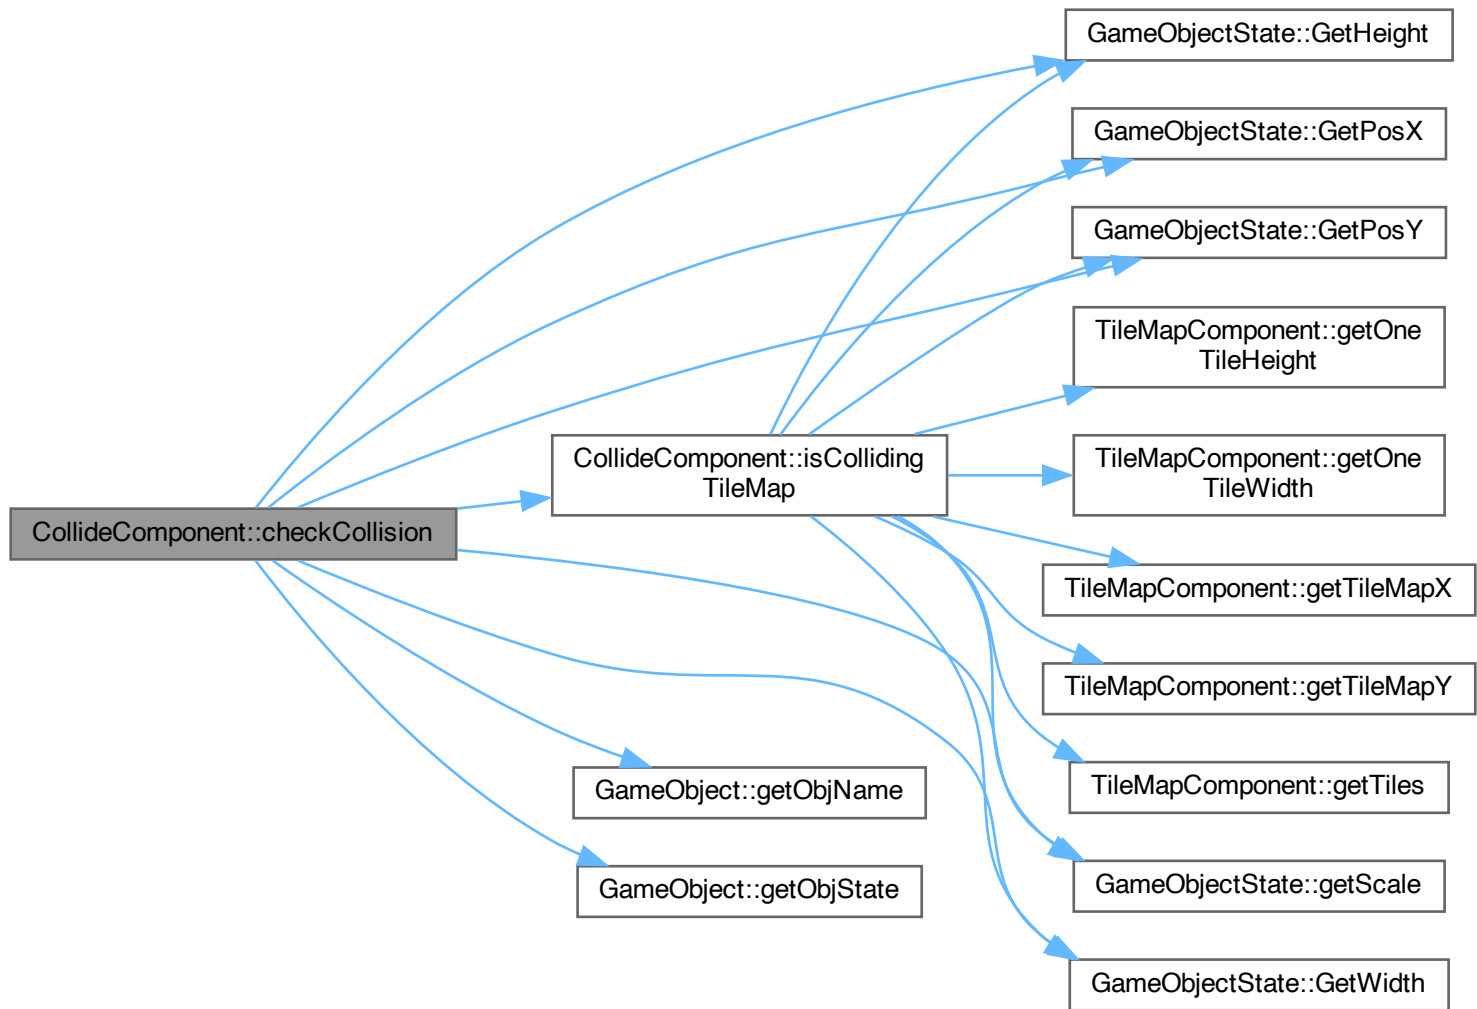 GameObjectState::GetHeight
GameObjectState::GetPosX
GameObjectState::GetPosY
TileMapComponent::getOne
TileHeight
CollideComponent::isColliding
TileMap
TileMapComponent::getOne
TileWidth
CollideComponent::checkCollision
TileMapComponent::getTileMapX
TileMapComponent::getTileMapY
TileMapComponent::getTiles
GameObject::getObjName
GameObject::getObjState
GameObjectState::getScale
GameObjectState::GetWidth